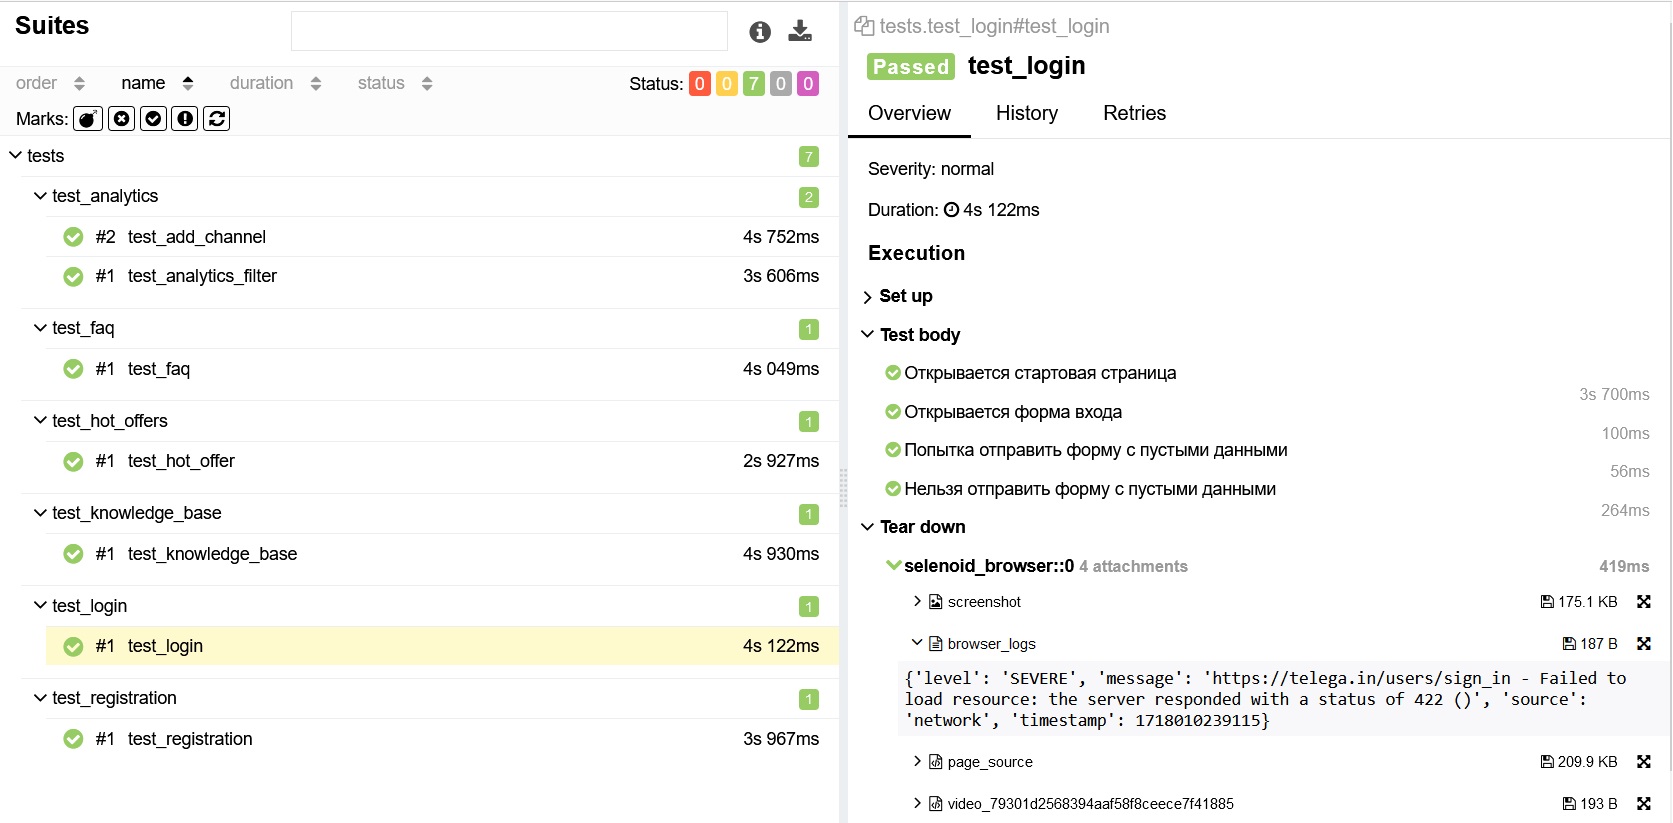 Suites
order name duration status Status: 0 0 7 0 0
Marks:
tests 7
test_analytics 2
#2 test_add_channel 4s 752ms
#1 test_analytics_filter 3s 606ms
test_faq 1
#1 test_faq 4s 049ms
test_hot_offers 1
#1 test_hot_offer 2s 927ms
test_knowledge_base 1
#1 test_knowledge_base 4s 930ms
test_login 1
#1 test_login 4s 122ms
test_registration 1
#1 test_registration 3s 967ms
tests.test_login#test_login
Passed test_login
Overview History Retries
Severity: normal
Duration: 4s 122ms
Execution
Set up
Test body
Открывается стартовая страница
3s 700ms
Открывается форма входа
100ms
Попытка отправить форму с пустыми данными
56ms
Нельзя отправить форму с пустыми данными
264ms
Tear down
selenoid_browser::0 4 attachments 419ms
screenshot 175.1 KB
browser_logs 187 B
{'level': 'SEVERE', 'message': 'https://telega.in/users/sign_in - Failed to
load resource: the server responded with a status of 422 ()', 'source':
'network', 'timestamp': 1718010239115}
page_source 209.9 KB
video_79301d2568394aaf58f8ceece7f41885 193 B